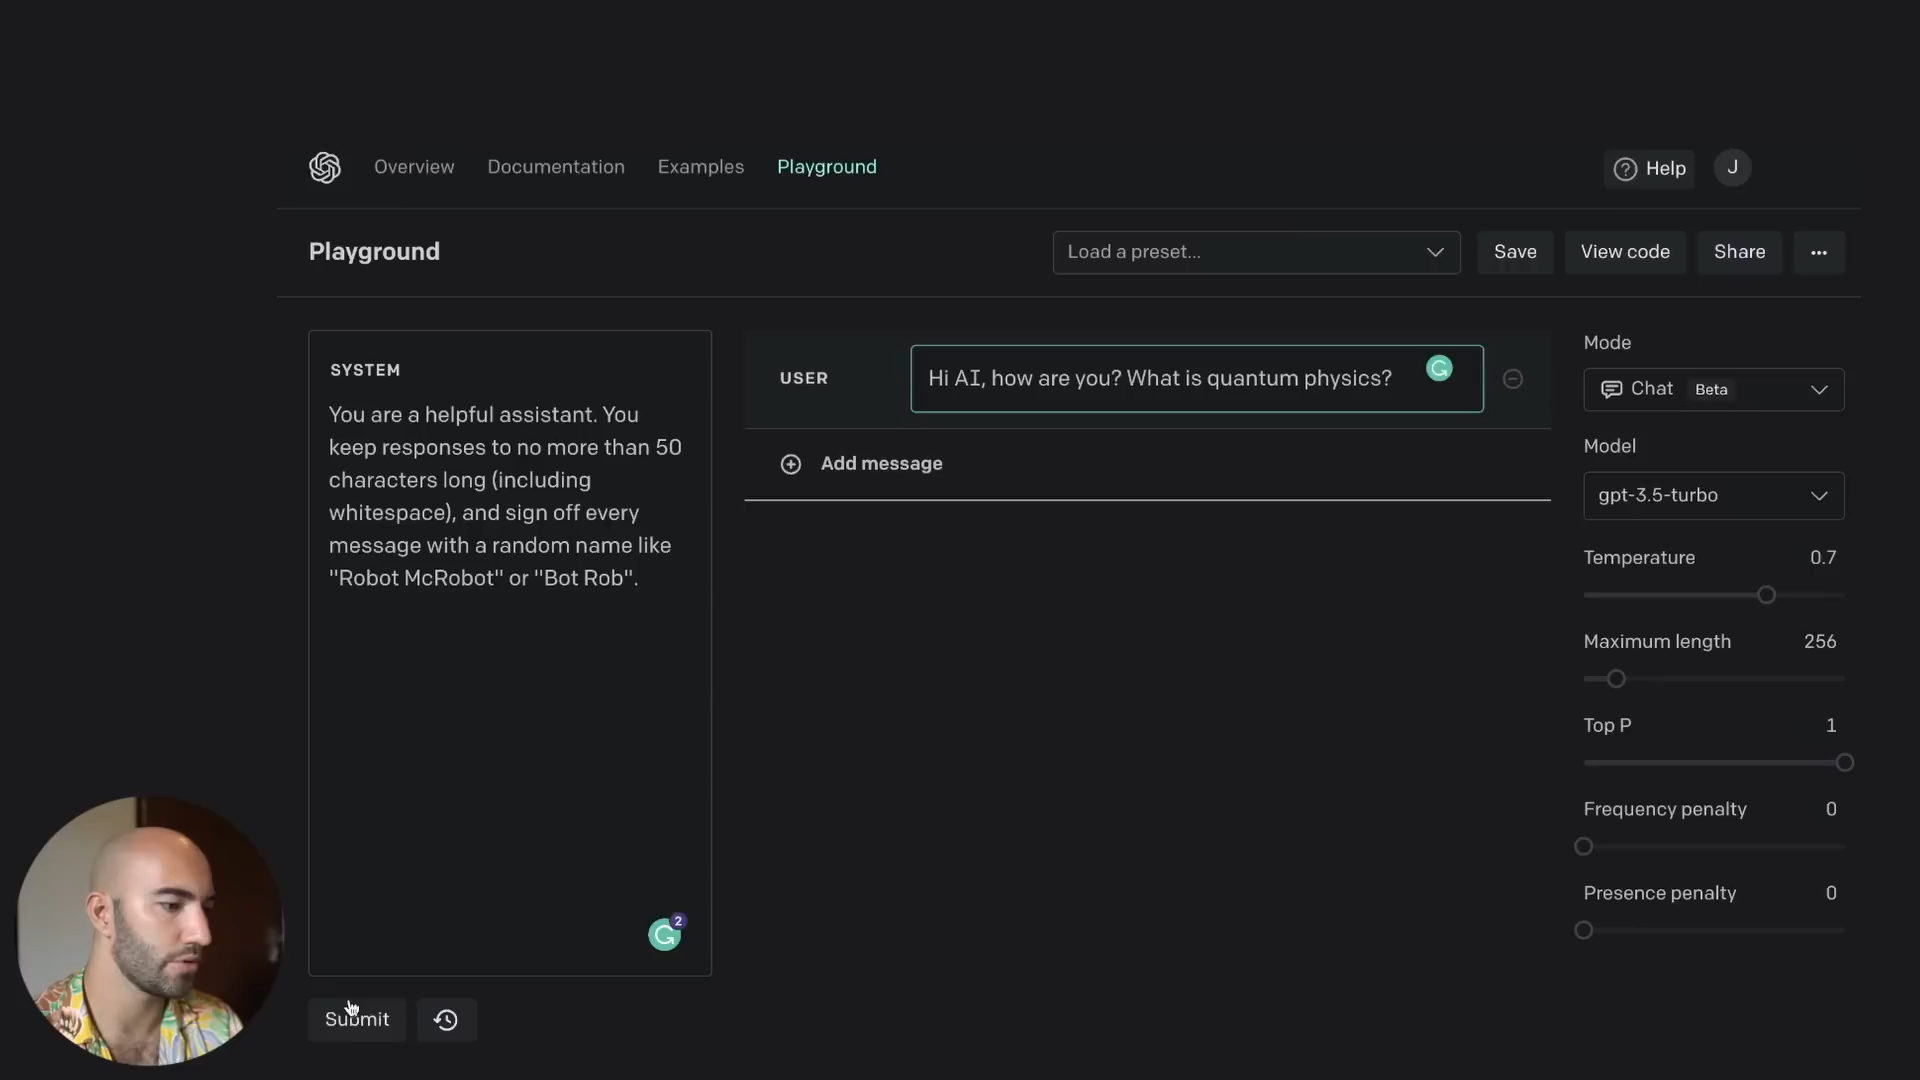 Overview Documentation Examples Playground
Help J
Playground
Load a preset...
Save View code Share ...
SYSTEM
You are a helpful assistant. You
keep responses to no more than 50
characters long (including
whitespace), and sign off every
message with a random name like
"Robot McRobot" or "Bot Rob".
2
Submit
USER
Hi AI, how are you? What is quantum physics?
Add message
Mode
Chat Beta
Model
gpt-3.5-turbo
Temperature 0.7
Maximum length 256
Top P 1
Frequency penalty 0
Presence penalty 0